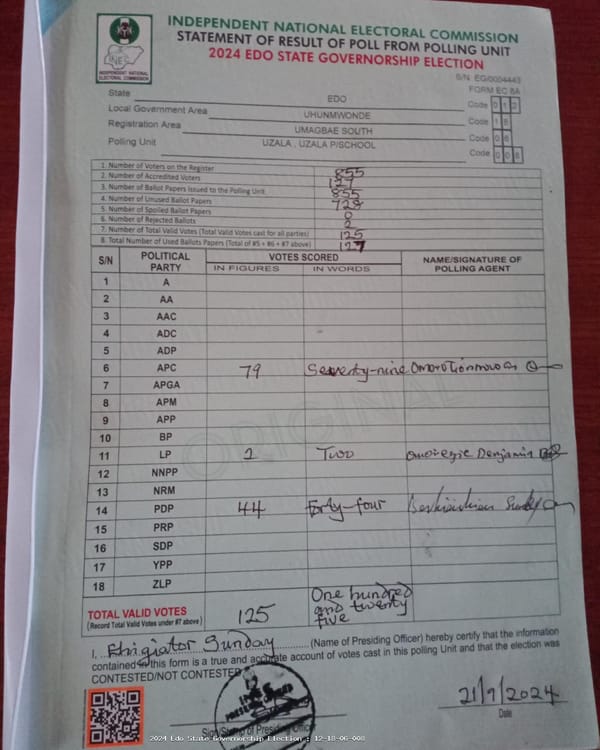 INDEPENDENT NATIONAL ELECTORAL COMMISSION
STATEMENT OF RESULT OF POLL FROM POLLING UNIT
2024 EDO STATE GOVERNORSHIP ELECTION
INEC
INDEPENDENT NATIONAL ELECTORAL COMMISSION
S/N. EG/0004443
FORM EC 8A
State EDO Code 0 1 2
Local Government Area UHUNMWONDE Code 1 8
Registration Area UMAGBAE SOUTH Code 0 6
Polling Unit UZALA , UZALA P/SCHOOL Code 0 0 8
1. Number of Voters on the Register 855
2. Number of Accredited Voters 127
3. Number of Ballot Papers Issued to the Polling Unit 855
4. Number of Unused Ballot Papers 728
5. Number of Spoiled Ballot Papers 0
6. Number of Rejected Ballots 2
7. Number of Total Valid Votes (Total Valid Votes cast for all parties) 125
8. Total Number of Used Ballots Papers (Total of #5 + #6 + #7 above) 127
S/N POLITICAL PARTY VOTES SCORED NAME/SIGNATURE OF POLLING AGENT
IN FIGURES IN WORDS
1 A
2 AA
3 AAC
4 ADC
5 ADP
6 APC 79 Seventy-nine
7 APGA
8 APM
9 APP
10 BP
11 LP 2 Two Omoregie Benjamin
12 NNPP
13 NRM
14 PDP 44 Forty-four Sunday
15 PRP
16 SDP
17 YPP
18 ZLP
ORIGINAL
TOTAL VALID VOTES 125 One hundred and twenty five
(Record Total Valid Votes under #7 above)
I, Ehigiator Sunday (Name of Presiding Officer) hereby certify that the information
contained in this form is a true and accurate account of votes cast in this polling Unit and that the election was
CONTESTED/NOT CONTESTED
21/9/2024
Sign Stamp of Presiding Officer Date
2024 Edo State Governorship Election : 12-18-06-008